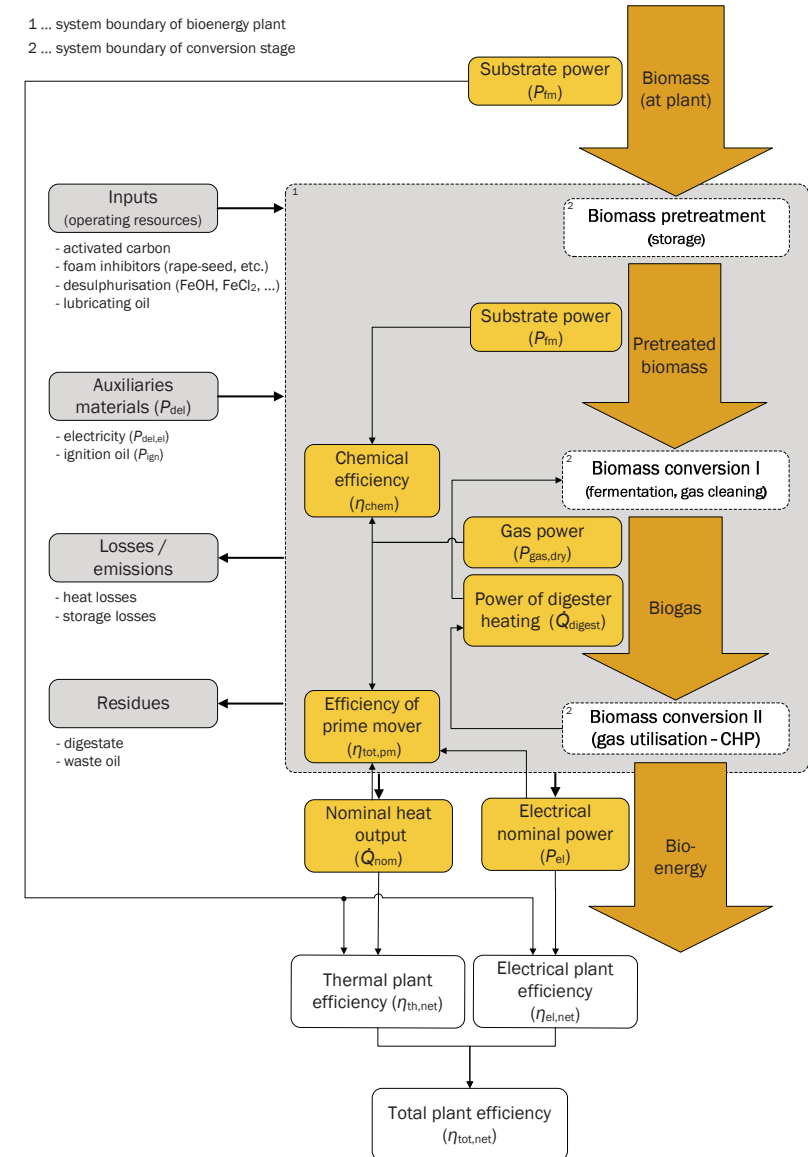 1 ... system boundary of bioenergy plant
2 ... system boundary of conversion stage
Substrate power
(Pfm)
Biomass
(at plant)
Inputs
(operating resources)
- activated carbon
- foam inhibitors (rape-seed, etc.)
- desulphurisation (FeOH, FeCl₂, ...)
- lubricating oil
1
2
Biomass pretreatment
(storage)
Substrate power
(Pfm)
Pretreated
biomass
Auxiliaries
materials (Pdel)
- electricity (Pdel,el)
- ignition oil (Pign)
Chemical
efficiency
(ηchem)
2
Biomass conversion I
(fermentation, gas cleaning)
Gas power
(Pgas,dry)
Losses /
emissions
- heat losses
- storage losses
Power of digester
heating (Q̇digest)
Biogas
Residues
- digestate
- waste oil
Efficiency of
prime mover
(ηtot,pm)
2
Biomass conversion II
(gas utilisation – CHP)
Nominal heat
output
(Q̇nom)
Electrical
nominal power
(Pel)
Bio-
energy
Thermal plant
efficiency (ηth,net)
Electrical plant
efficiency
(ηel,net)
Total plant efficiency
(ηtot,net)